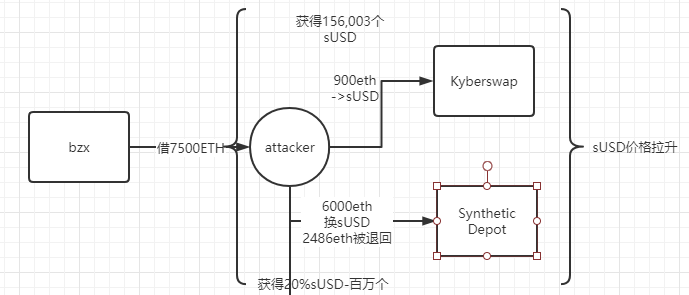 获得156,003个
sUSD
900eth
->sUSD
Kyberswap
bzx
借7500ETH
attacker
sUSD价格拉升
6000eth
换sUSD
2486eth被退回
Synthetic
Depot
获得20%sUSD-百万个